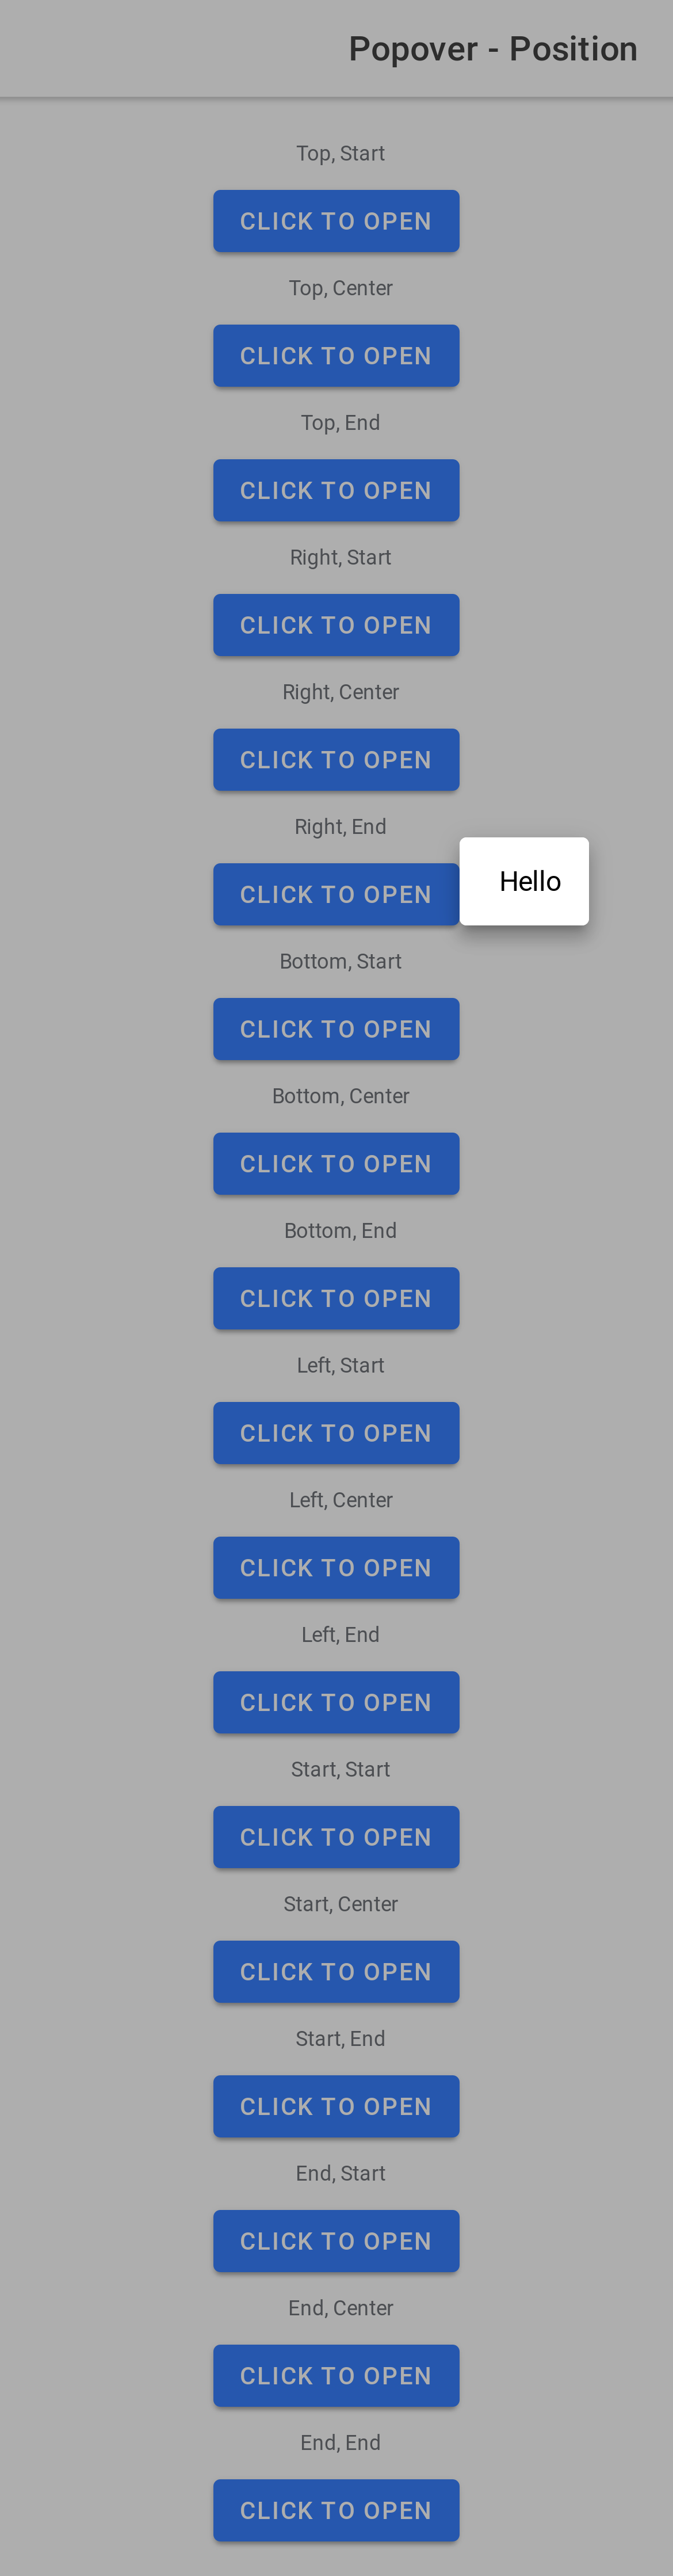 Popover - Position
Top, Start
CLICK TO OPEN
Top, Center
CLICK TO OPEN
Top, End
CLICK TO OPEN
Right, Start
CLICK TO OPEN
Right, Center
CLICK TO OPEN
Right, End
CLICK TO OPEN
Hello
Bottom, Start
CLICK TO OPEN
Bottom, Center
CLICK TO OPEN
Bottom, End
CLICK TO OPEN
Left, Start
CLICK TO OPEN
Left, Center
CLICK TO OPEN
Left, End
CLICK TO OPEN
Start, Start
CLICK TO OPEN
Start, Center
CLICK TO OPEN
Start, End
CLICK TO OPEN
End, Start
CLICK TO OPEN
End, Center
CLICK TO OPEN
End, End
CLICK TO OPEN